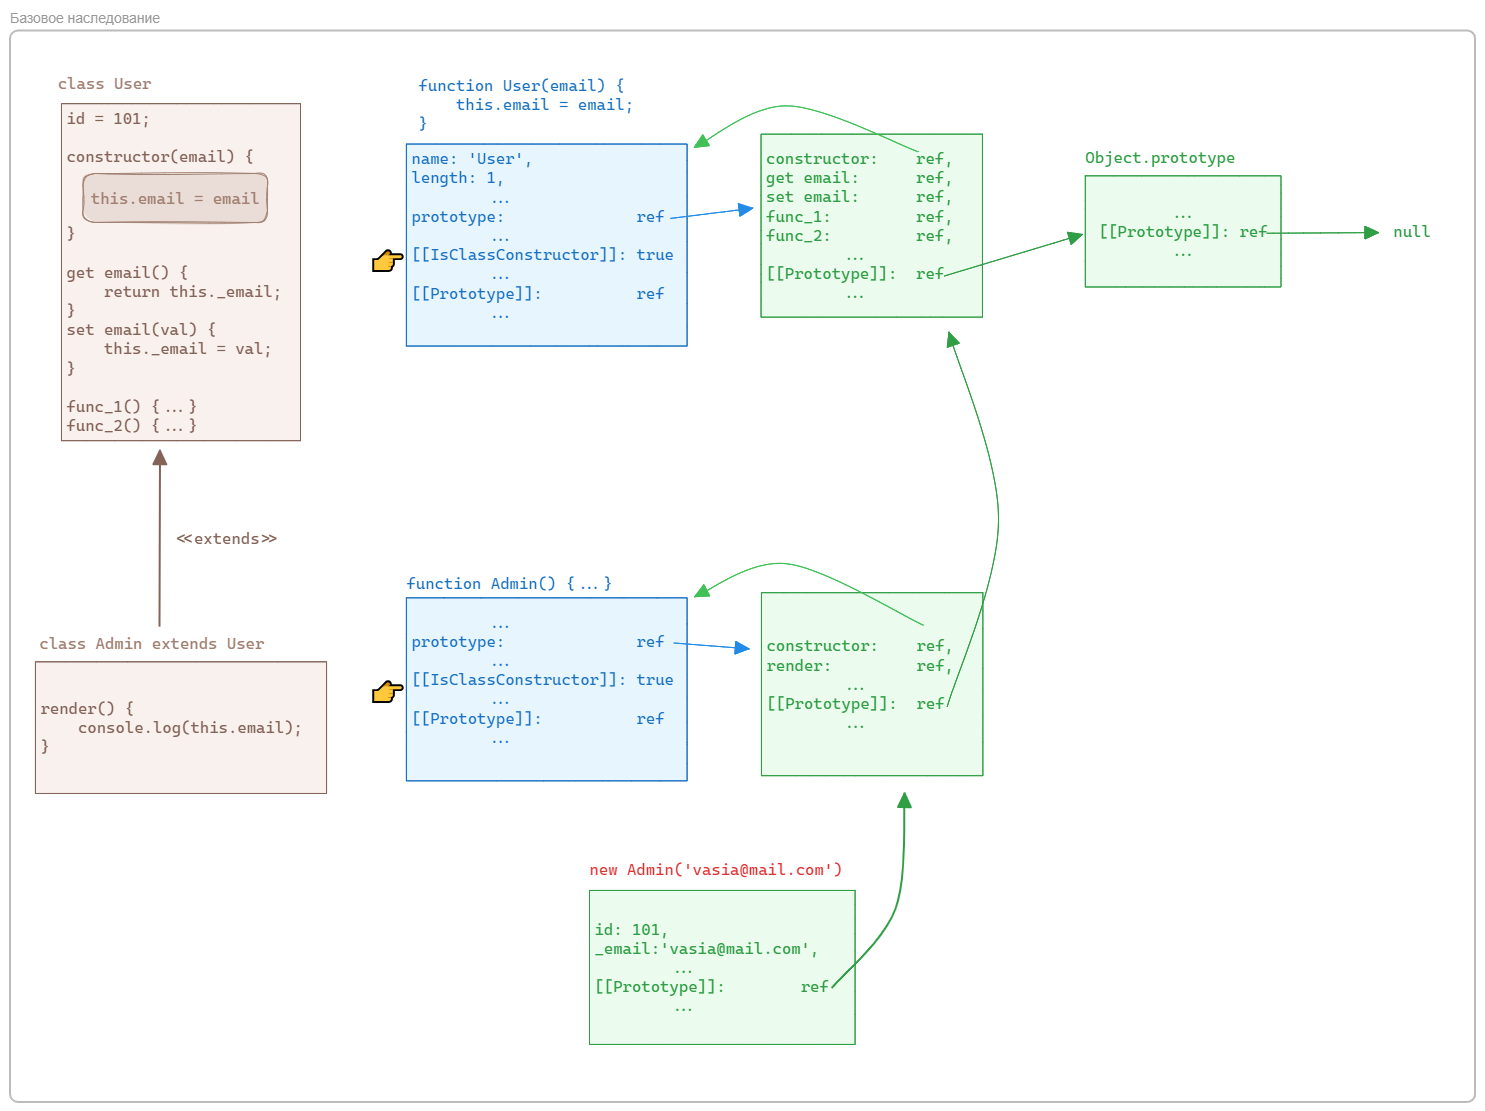 Базовое наследование
class User
id = 101;
constructor(email) {
this.email = email
}
get email() {
return this._email;
}
set email(val) {
this._email = val;
}
func_1() {...}
func_2() {...}
<<extends>>
class Admin extends User
render() {
console.log(this.email);
}
function User(email) {
this.email = email;
}
name: 'User',
length: 1,
...
prototype: ref
...
[[IsClassConstructor]]: true
...
[[Prototype]]: ref
...
constructor: ref,
get email: ref,
set email: ref,
func_1: ref,
func_2: ref,
...
[[Prototype]]: ref
...
Object.prototype
...
[[Prototype]]: ref
...
null
function Admin() {...}
...
prototype: ref
...
[[IsClassConstructor]]: true
...
[[Prototype]]: ref
...
constructor: ref,
render: ref,
...
[[Prototype]]: ref
...
new Admin('vasia@mail.com')
id: 101,
_email:'vasia@mail.com',
...
[[Prototype]]: ref
...